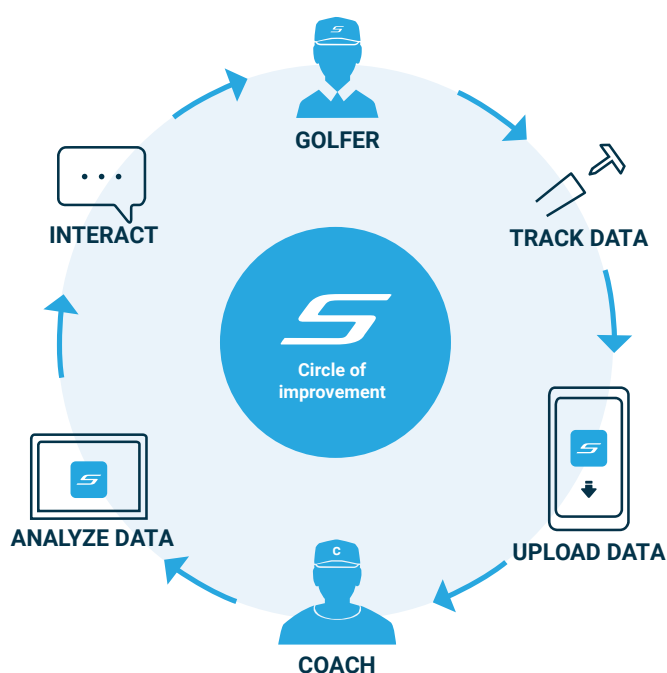 GOLFER
TRACK DATA
UPLOAD DATA
C
COACH
ANALYZE DATA
INTERACT
S
Circle of
improvement
S
S
S